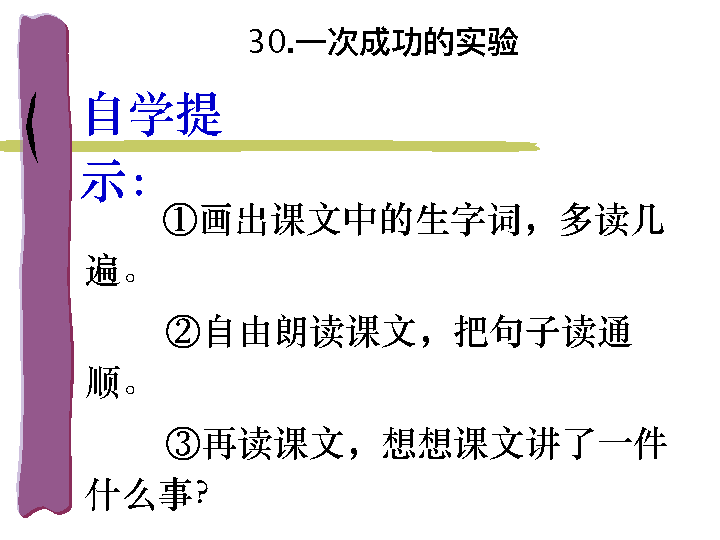 30.一次成功的实验
自学提
示：
①画出课文中的生字词，多读几
遍。
②自由朗读课文，把句子读通
顺。
③再读课文，想想课文讲了一件
什么事?